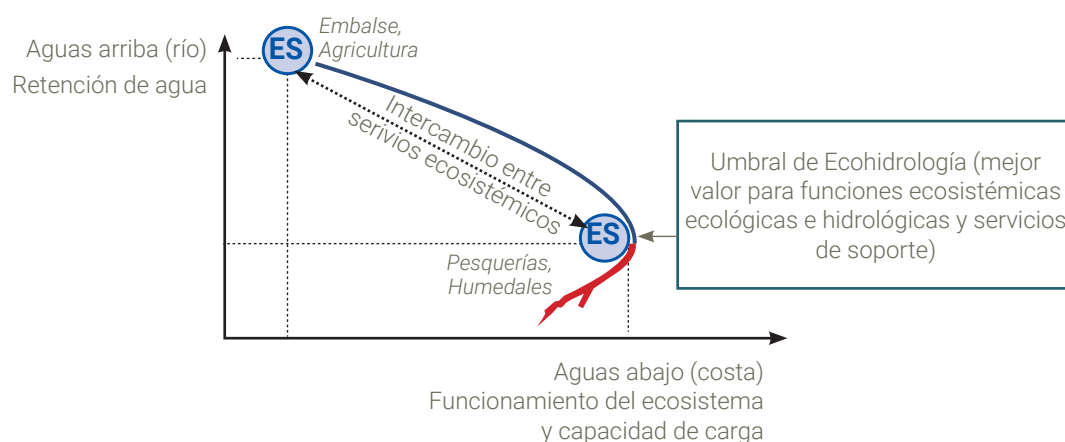 Aguas arriba (río)
Retención de agua
ES
Embalse,
Agricultura
Intercambio entre
serivios ecosistémicos
ES
Pesquerías,
Humedales
Umbral de Ecohidrología (mejor
valor para funciones ecosistémicas
ecológicas e hidrológicas y servicios
de soporte)
Aguas abajo (costa)
Funcionamiento del ecosistema
y capacidad de carga